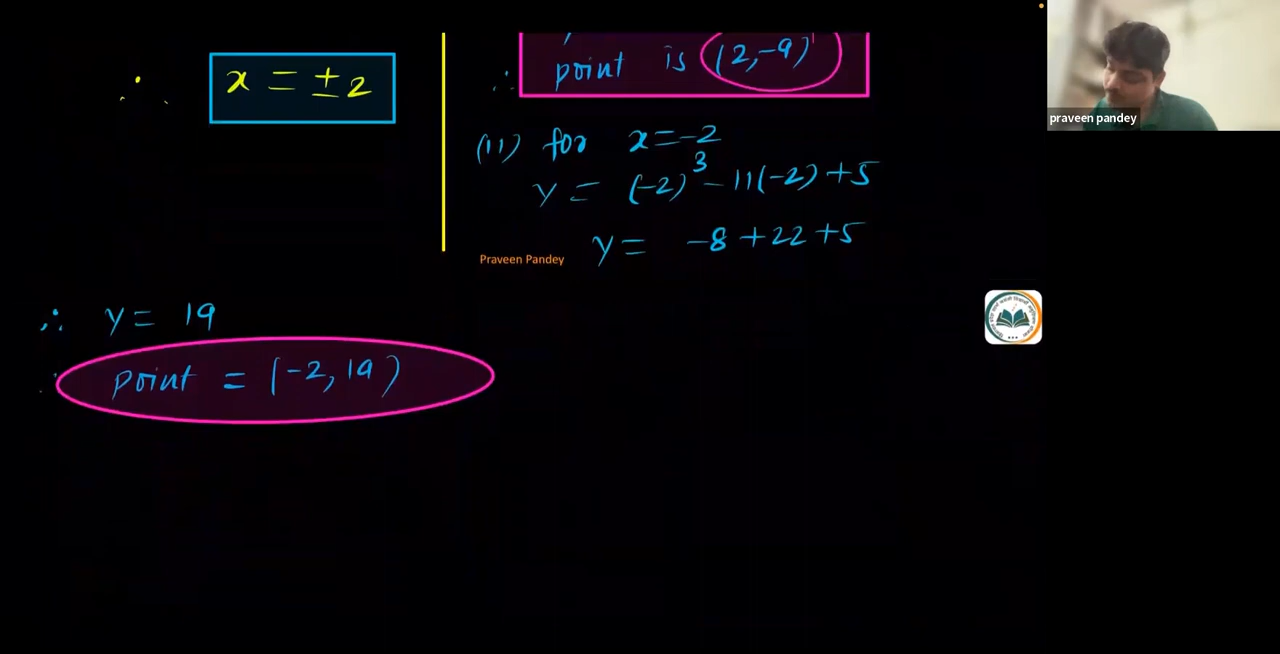 ∴ x = ±2
∴ point is (2,-9)
(11) for x=-2
y = (-2)³ -11(-2)+5
y = -8+22+5
Praveen Pandey
∴ y = 19
∴ point = (-2,19)
praveen pandey